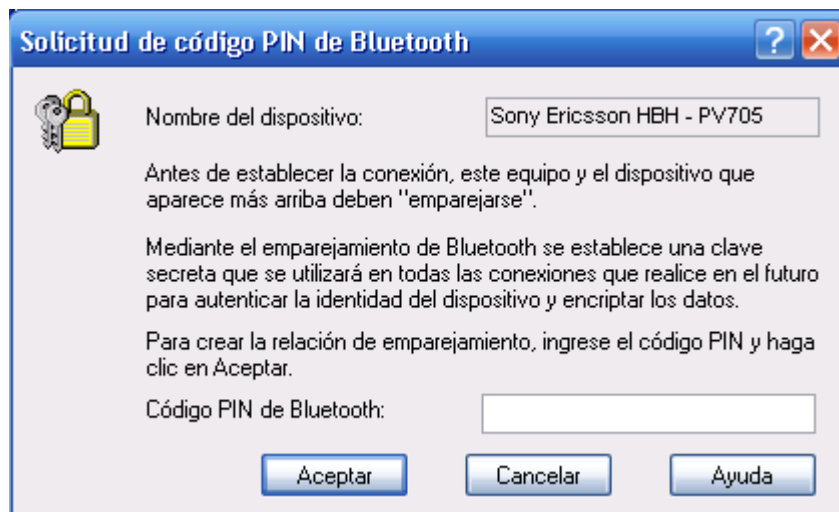 Solicitud de código PIN de Bluetooth
Nombre del dispositivo: Sony Ericsson HBH - PV705
Antes de establecer la conexión, este equipo y el dispositivo que
aparece más arriba deben "emparejarse".
Mediante el emparejamiento de Bluetooth se establece una clave
secreta que se utilizará en todas las conexiones que realice en el futuro
para autenticar la identidad del dispositivo y encriptar los datos.
Para crear la relación de emparejamiento, ingrese el código PIN y haga
clic en Aceptar.
Código PIN de Bluetooth:
Aceptar Cancelar Ayuda